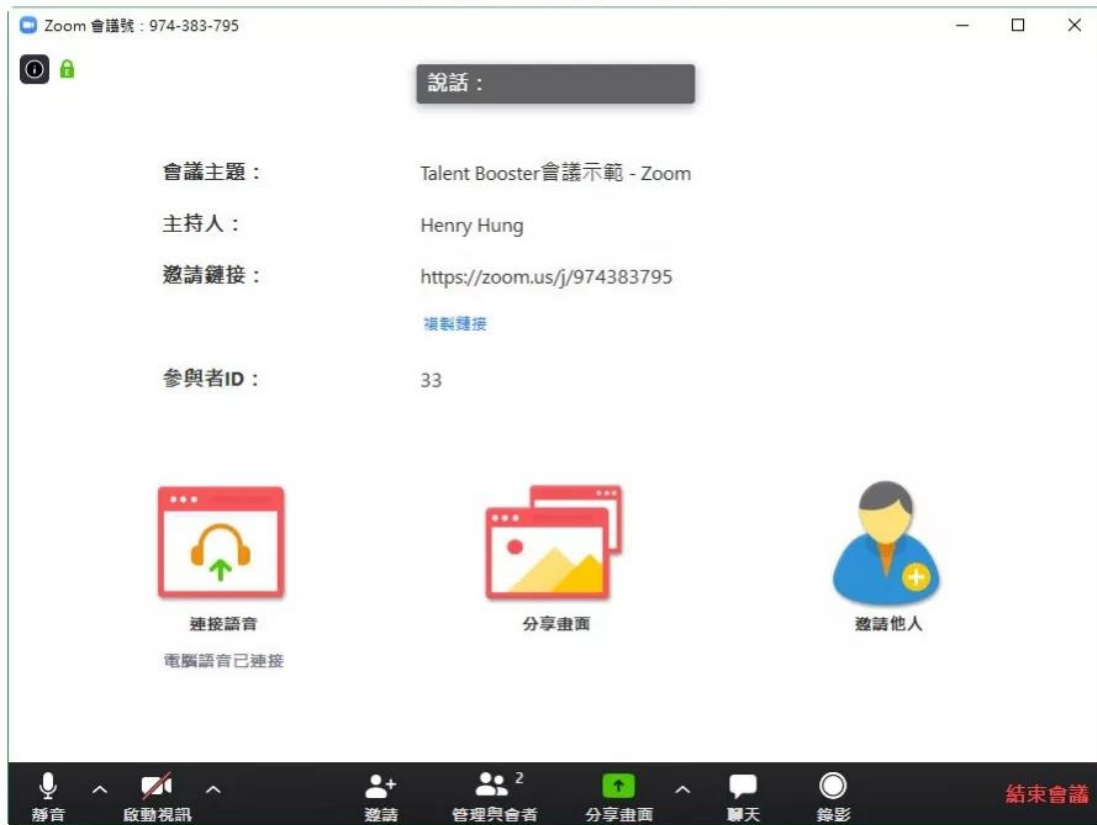 Zoom 會議號：974-383-795
說話：
會議主題： Talent Booster會議示範 - Zoom
主持人： Henry Hung
邀請鏈接： https://zoom.us/j/974383795
複製鏈接
參與者ID： 33
連接語音 分享畫面 邀請他人
電腦語音已連接
2
靜音 啟動視訊 邀請 管理與會者 分享畫面 聊天 錄影 結束會議